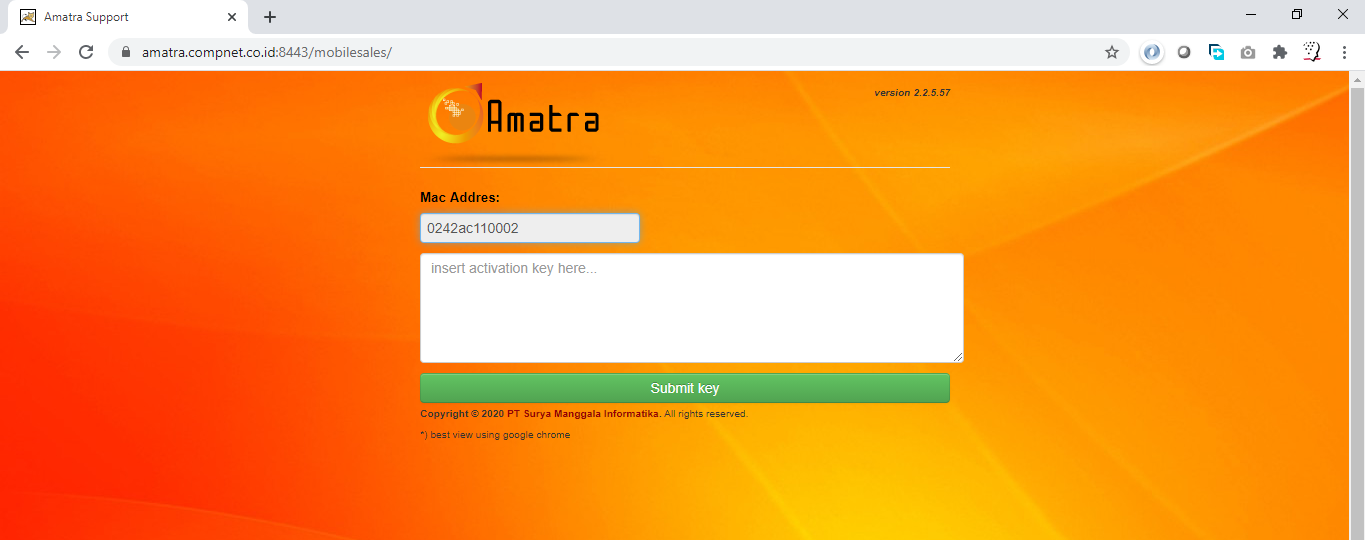 Amatra Support
amatra.compnet.co.id:8443/mobilesales/
version 2.2.5.57
Amatra
Mac Addres:
0242ac110002
insert activation key here...
Submit key
Copyright © 2020 PT Surya Manggala Informatika. All rights reserved.
*) best view using google chrome